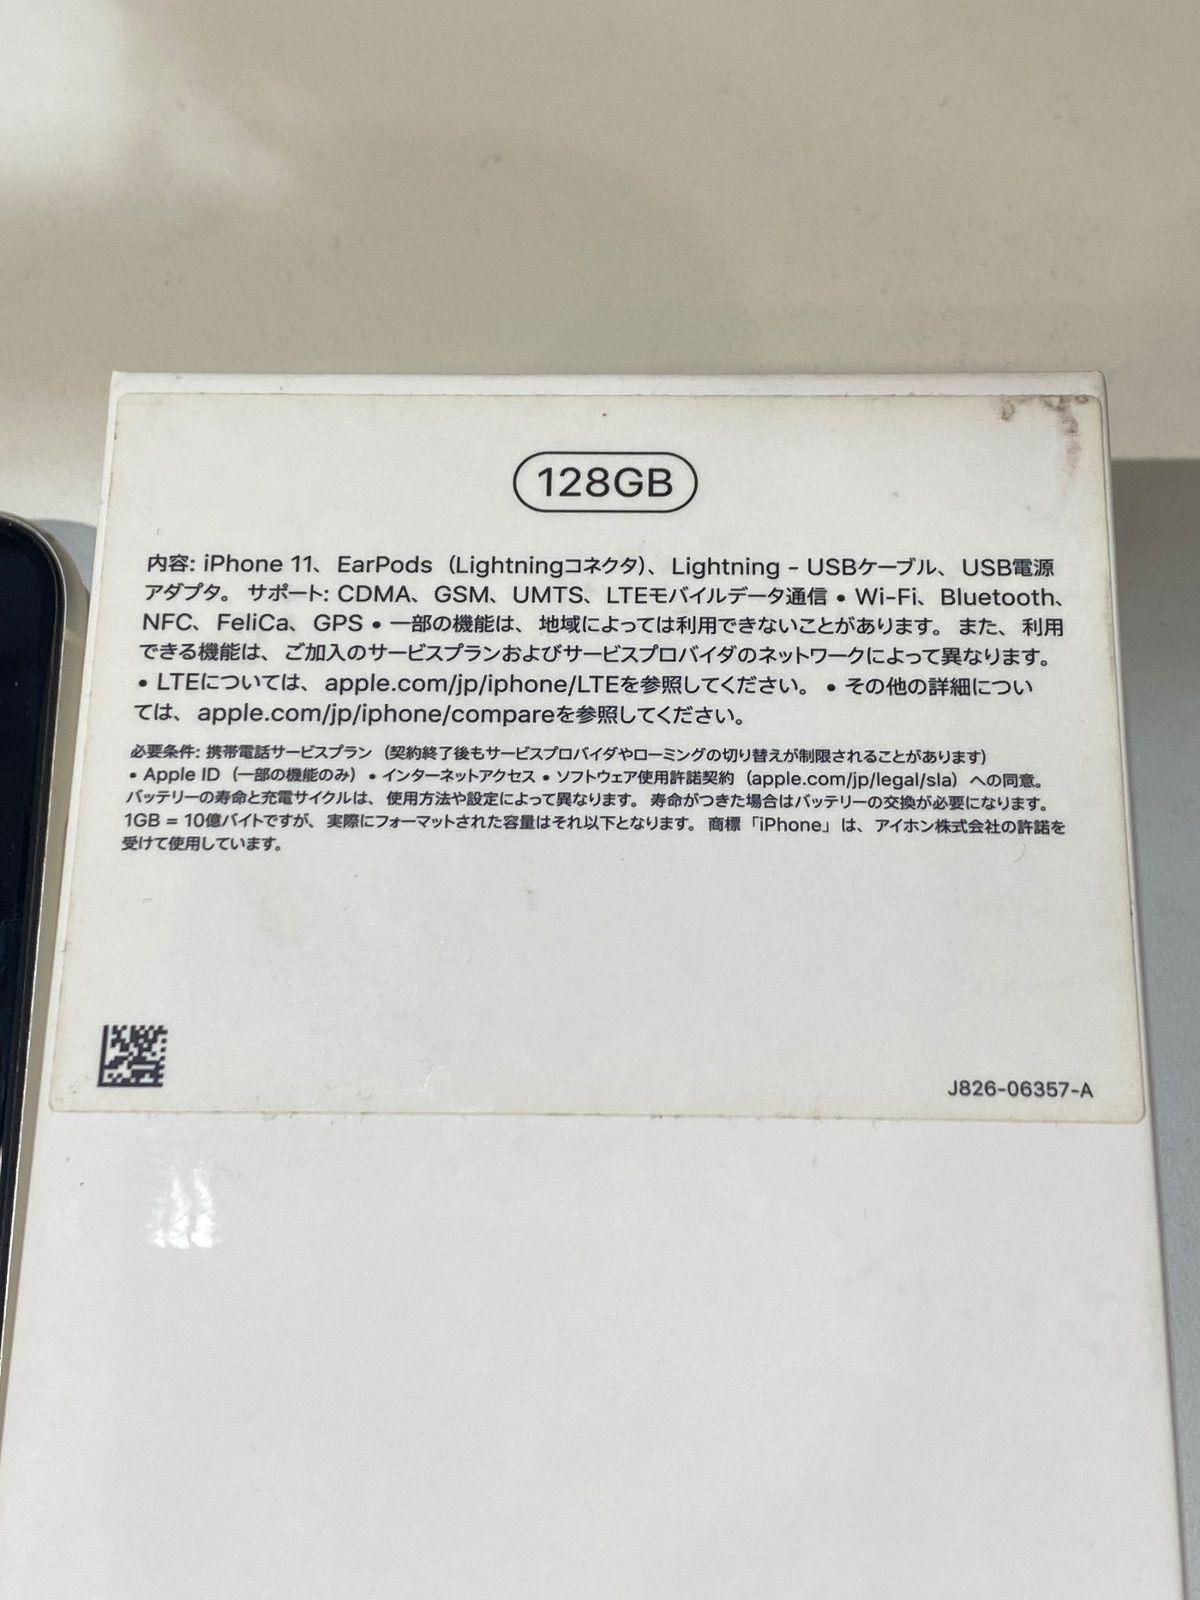 128GB
内容: iPhone 11、EarPods（Lightningコネクタ）、Lightning - USBケーブル、USB電源
アダプタ。サポート: CDMA、GSM、UMTS、LTEモバイルデータ通信 • Wi-Fi、Bluetooth、
NFC、FeliCa、GPS • 一部の機能は、地域によっては利用できないことがあります。また、利用
できる機能は、ご加入のサービスプランおよびサービスプロバイダのネットワークによって異なります。
• LTEについては、apple.com/jp/iphone/LTEを参照してください。 • その他の詳細につい
ては、apple.com/jp/iphone/compareを参照してください。
必要条件: 携帯電話サービスプラン（契約終了後もサービスプロバイダやローミングの切り替えが制限されることがあります）
• Apple ID（一部の機能のみ）• インターネットアクセス • ソフトウェア使用許諾契約（apple.com/jp/legal/sla）への同意。
バッテリーの寿命と充電サイクルは、使用方法や設定によって異なります。寿命がつきた場合はバッテリーの交換が必要になります。
1GB = 10億バイトですが、実際にフォーマットされた容量はそれ以下となります。商標「iPhone」は、アイホン株式会社の許諾を
受けて使用しています。
J826-06357-A